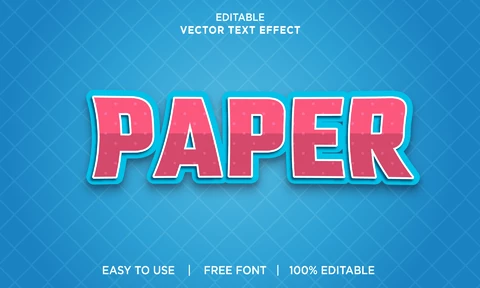 EDITABLE
VECTOR TEXT EFFECT
PAPER
EASY TO USE | FREE FONT | 100% EDITABLE